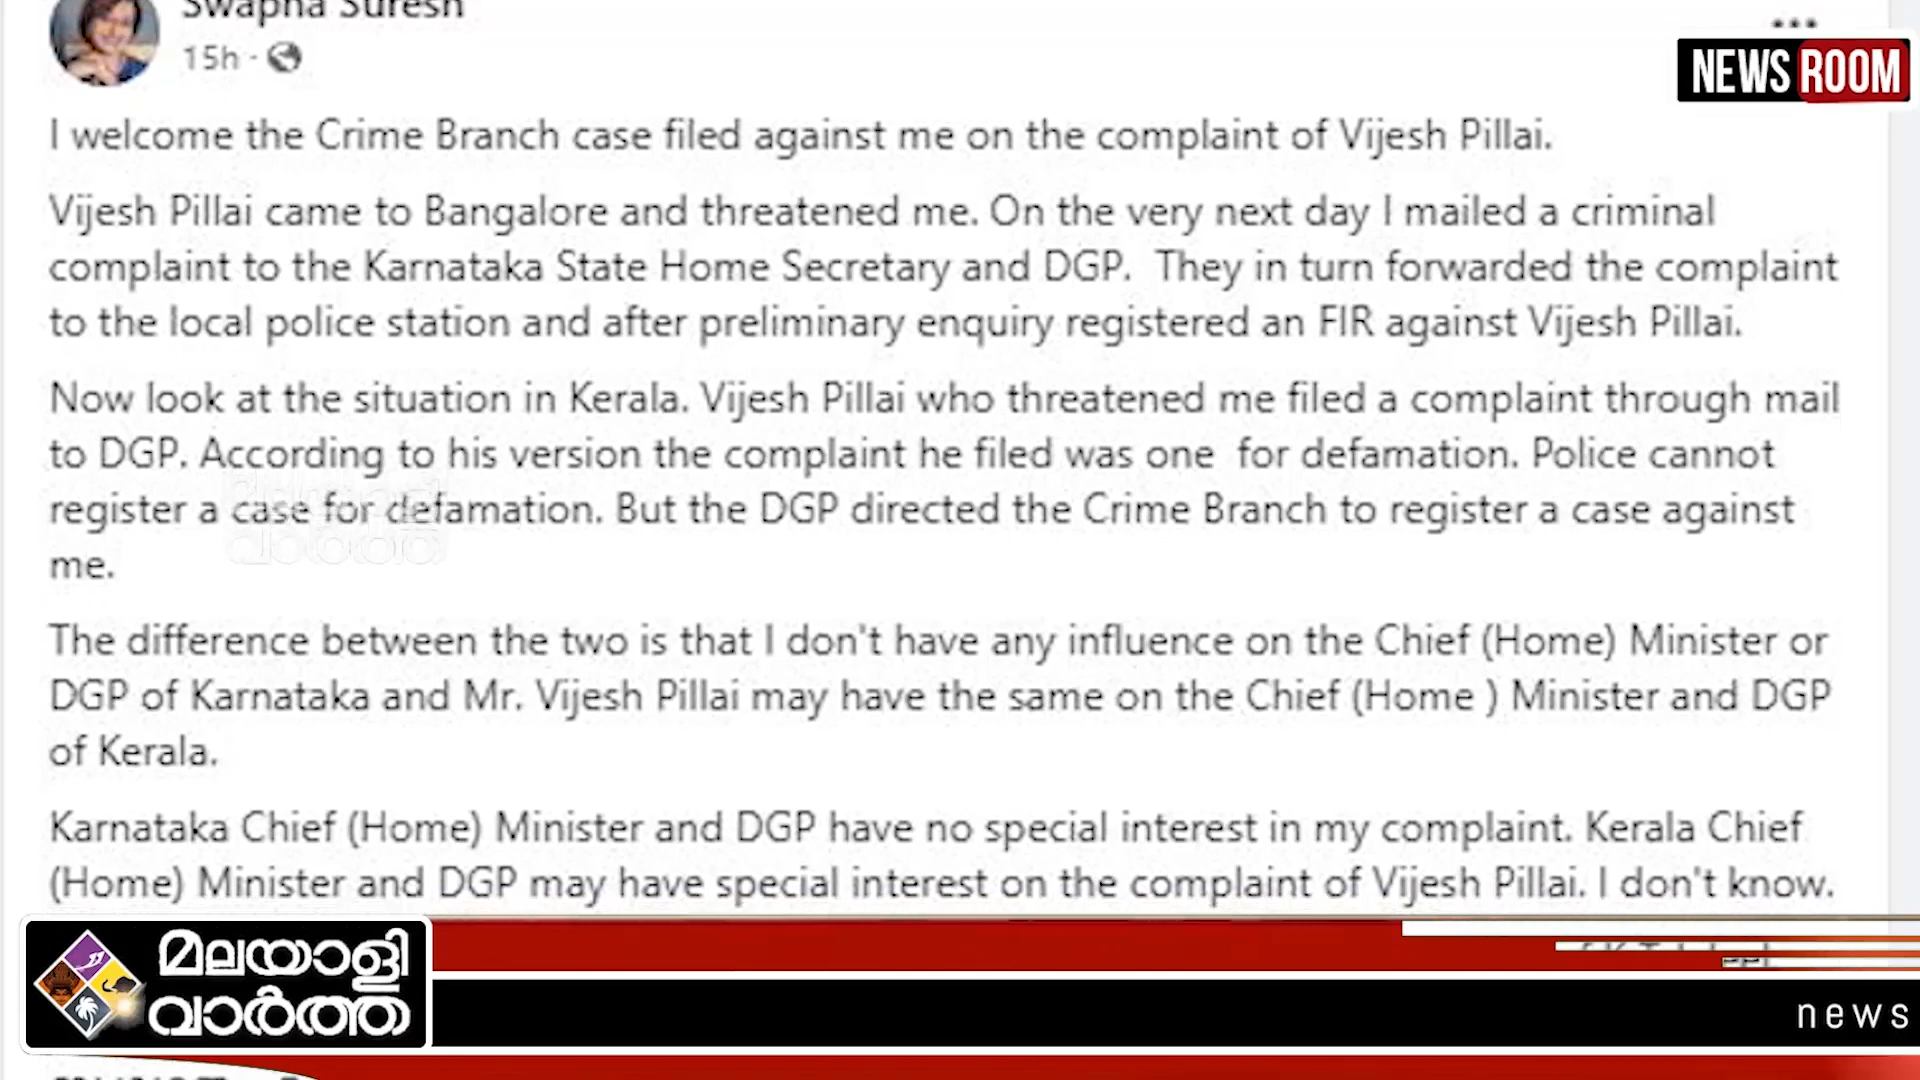 Swapna Suresh
15h
NEWS ROOM
I welcome the Crime Branch case filed against me on the complaint of Vijesh Pillai.
Vijesh Pillai came to Bangalore and threatened me. On the very next day I mailed a criminal
complaint to the Karnataka State Home Secretary and DGP. They in turn forwarded the complaint
to the local police station and after preliminary enquiry registered an FIR against Vijesh Pillai.
Now look at the situation in Kerala. Vijesh Pillai who threatened me filed a complaint through mail
to DGP. According to his version the complaint he filed was one for defamation. Police cannot
register a case for defamation. But the DGP directed the Crime Branch to register a case against
me.
The difference between the two is that I don't have any influence on the Chief (Home) Minister or
DGP of Karnataka and Mr. Vijesh Pillai may have the same on the Chief (Home ) Minister and DGP
of Kerala.
Karnataka Chief (Home) Minister and DGP have no special interest in my complaint. Kerala Chief
(Home) Minister and DGP may have special interest on the complaint of Vijesh Pillai. I don't know.
മലയാളി
വാർത്ത
news